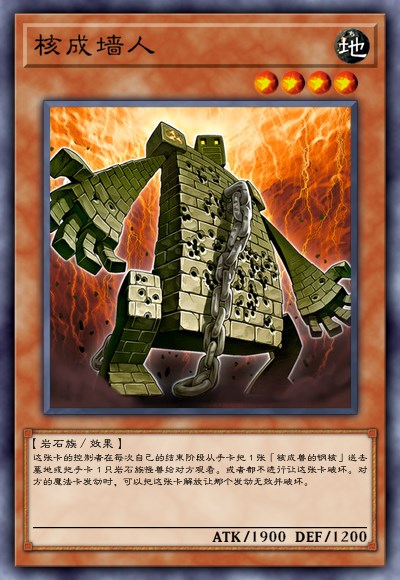 核成墙人
地
【岩石族／效果】
这张卡的控制者在每次自己的结束阶段从手卡把1张「核成兽的钢核」送去
墓地或把手卡1只岩石族怪兽给对方观看。或者都不进行让这张卡破坏。对
方的魔法卡发动时，可以把这张卡解放让那个发动无效并破坏。
ATK/1900 DEF/1200